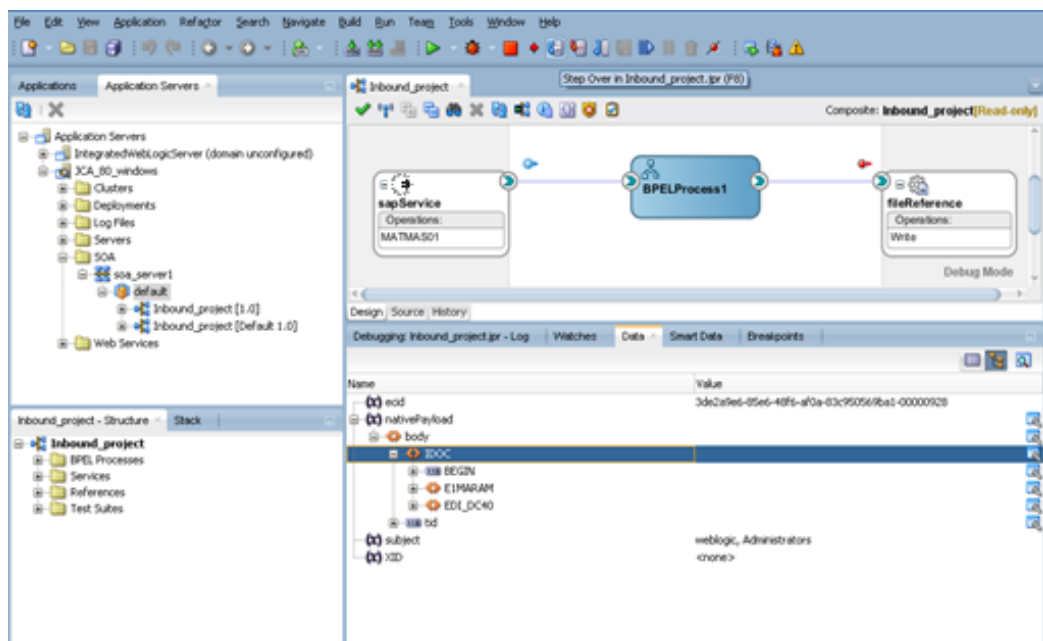 File Edit View Application Refactor Search Navigate Build Run Team Tools Window Help
Applications Application Servers
Application Servers
IntegratedWebLogicServer (domain unconfigured)
JCA_80_windows
Clusters
Deployments
Log Files
Servers
SOA
soa_server1
default
Inbound_project [1.0]
Inbound_project [Default 1.0]
Web Services
Inbound_project - Structure Stack
Inbound_project
BPEL Processes
Services
References
Test Suites
Inbound_project
Step Over in Inbound_project.jpr (F8)
Composite: Inbound_project[Read-only]
sapService
Operations:
MATMAS01
BPELProcess1
fileReference
Operations:
Write
Debug Mode
Design Source History
Debugging: Inbound_project.jpr - Log Watches Data Smart Data Breakpoints
Name Value
ecid 3de2a9e6-85e6-48f6-af0a-83c950569ba1-00000928
nativePayload
body
IDOC
BEGIN
E1MARAM
EDI_DC40
tid
subject weblogic, Administrators
XID <none>